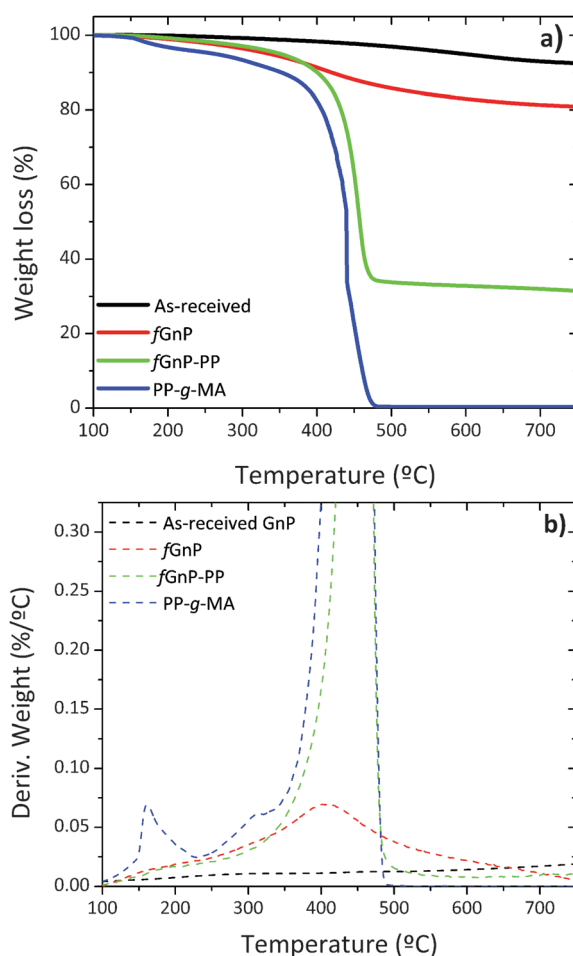 100
80
60
40
20
0
Weight loss (%)
a)
As-received
fGnP
fGnP-PP
PP-g-MA
100 200 300 400 500 600 700
Temperature (ºC)
b)
0.30
0.25
0.20
0.15
0.10
0.05
0.00
Deriv. Weight (%/ºC)
As-received GnP
fGnP
fGnP-PP
PP-g-MA
100 200 300 400 500 600 700
Temperature (ºC)